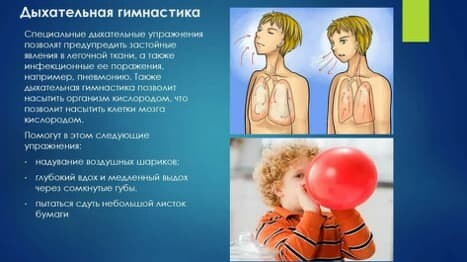 Дыхательная гимнастика
Специальные дыхательные упражнения
позволят предупредить застойные
явления в легочной ткани, а также
инфекционные ее поражения,
например, пневмонию. Также
дыхательная гимнастика позволит
насытить организм кислородом, что
позволит насытить клетки мозга
кислородом.
Помогут в этом следующие
упражнения:
- надувание воздушных шариков;
- глубокий вдох и медленный выдох
через сомкнутые губы.
- пытаться сдуть небольшой листок
бумаги